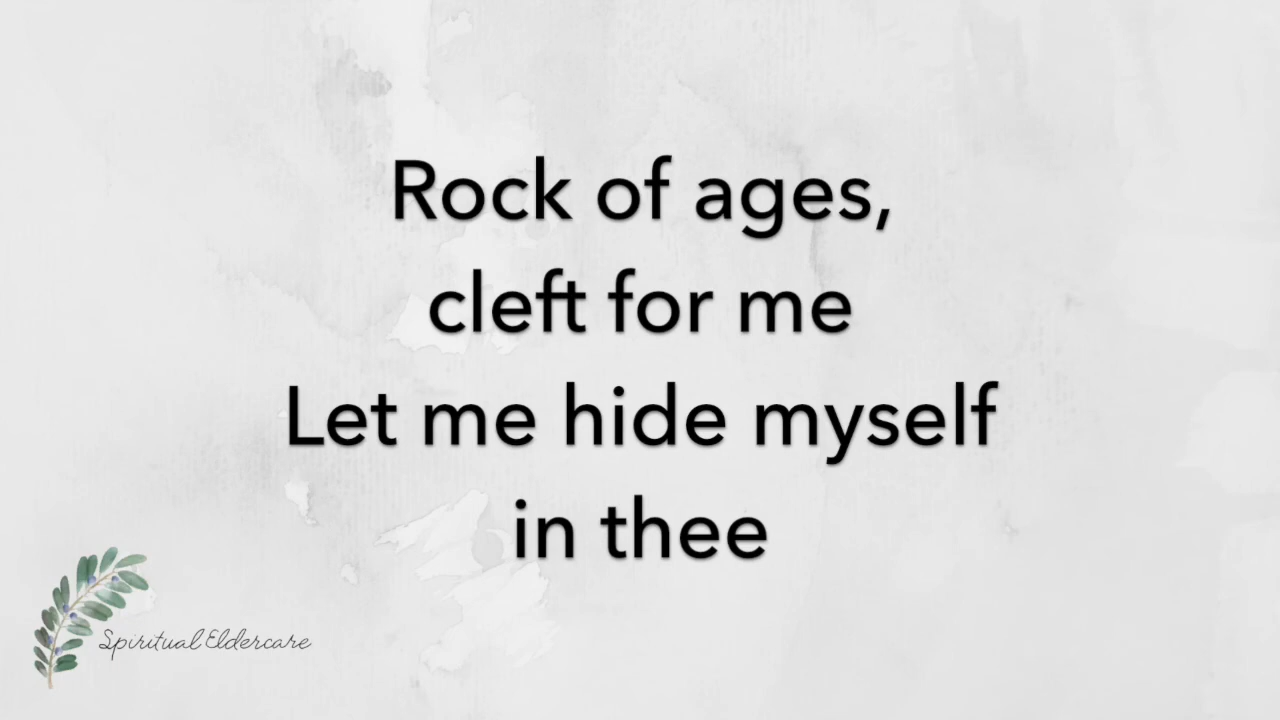 Rock of ages,
cleft for me
Let me hide myself
in thee
Spiritual Eldercare